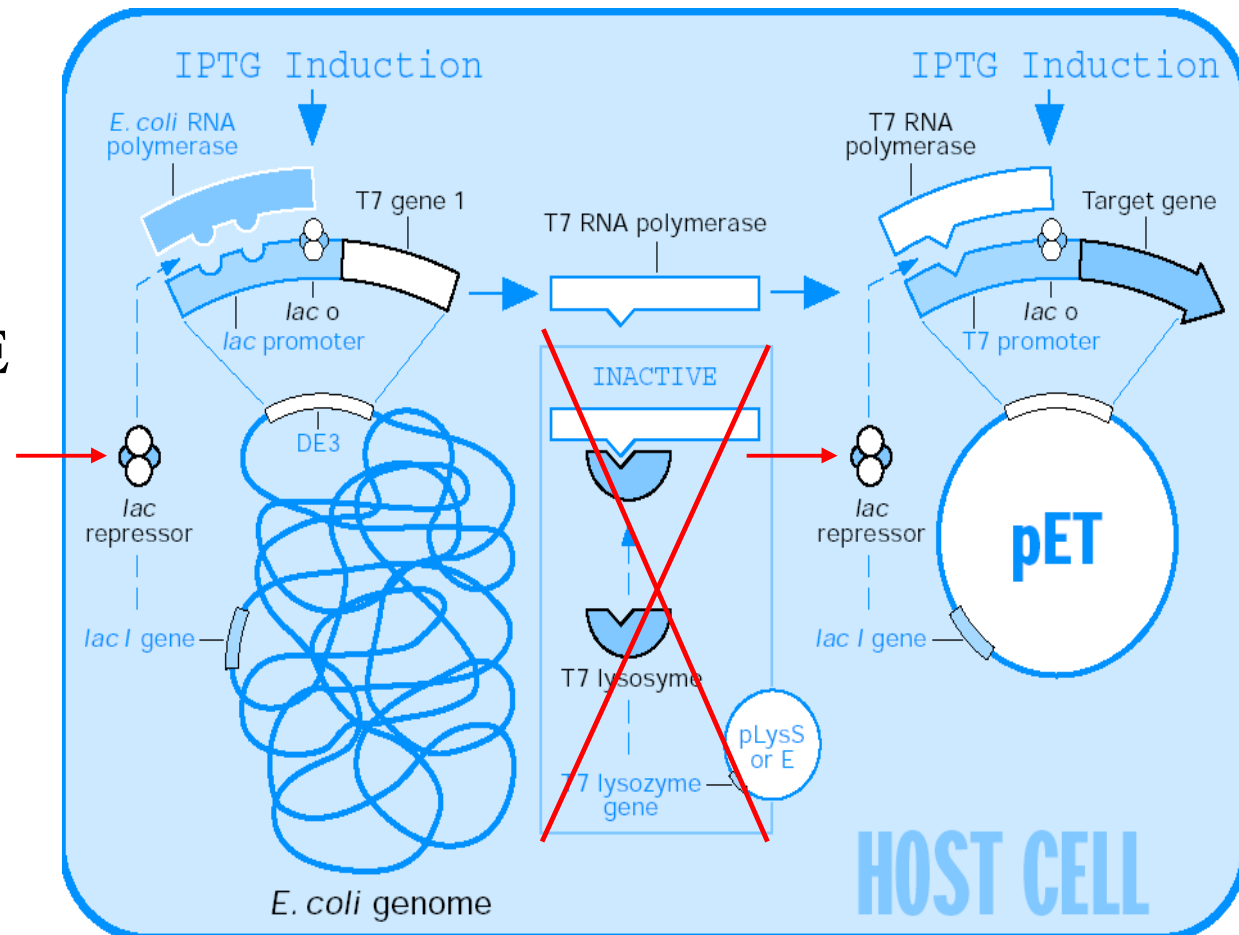 IPTG Induction
IPTG Induction
E. coli RNA
polymerase
T7 gene 1
T7 RNA polymerase
T7 RNA
polymerase
Target gene
lac o
lac promoter
lac o
T7 promoter
E
INACTIVE
DE3
lac
repressor
lac
repressor
pET
lac I gene
T7 lysosyme
lac I gene
pLysS
or E
T7 lysozyme
gene
HOST CELL
E. coli genome